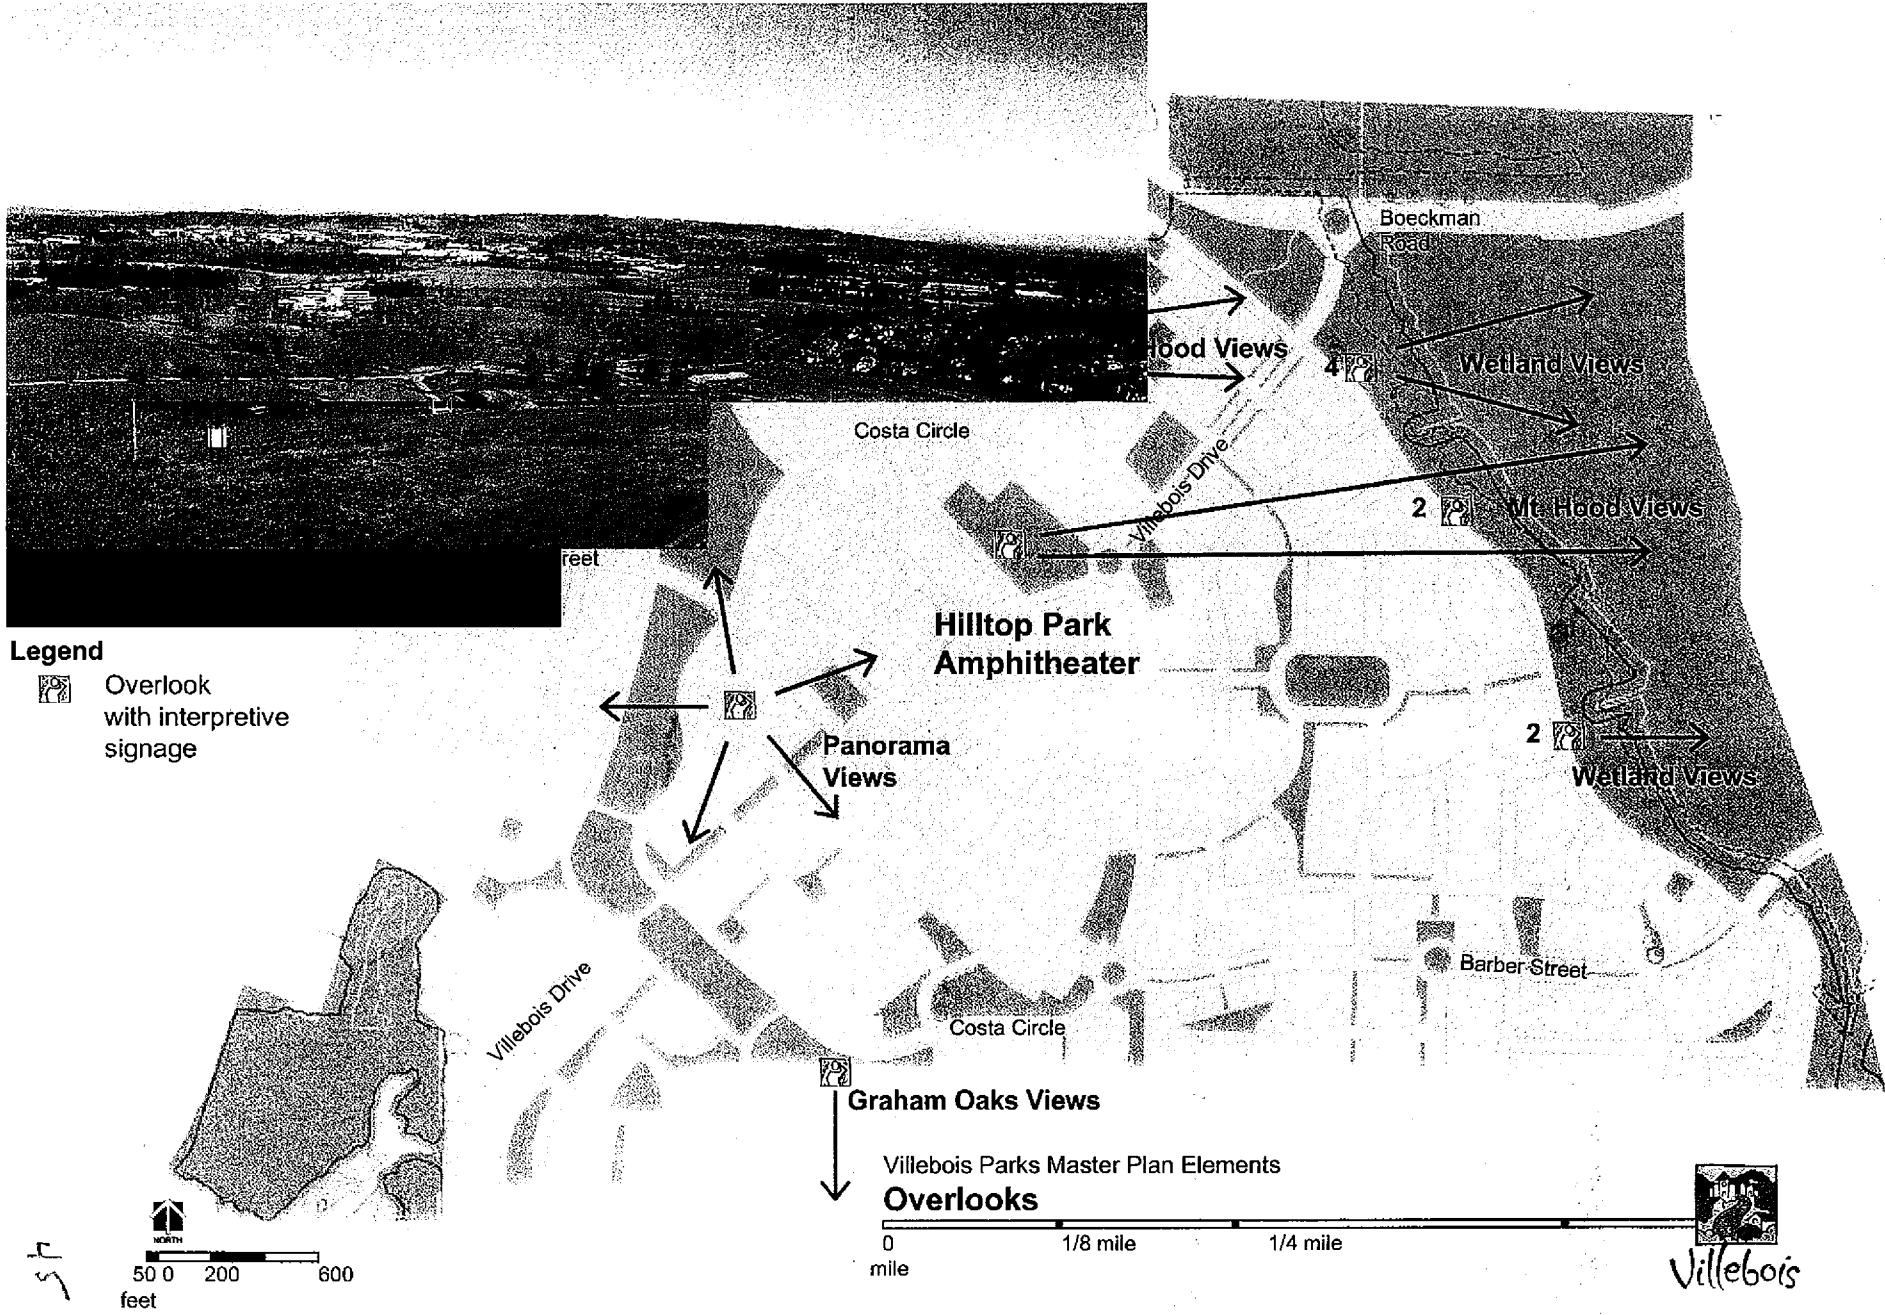 Boeckman
Road
Hood Views
4
Wetland Views
Costa Circle
Villebois Drive
2
Mt. Hood Views
reet
Hilltop Park
Amphitheater
Legend
Overlook
with interpretive
signage
Panorama
Views
2
Wetland Views
Barber Street
Villebois Drive
Costa Circle
Graham Oaks Views
Villebois Parks Master Plan Elements
Overlooks
0
1/8 mile
1/4 mile
mile
NORTH
50 0
200
600
feet
Villebois